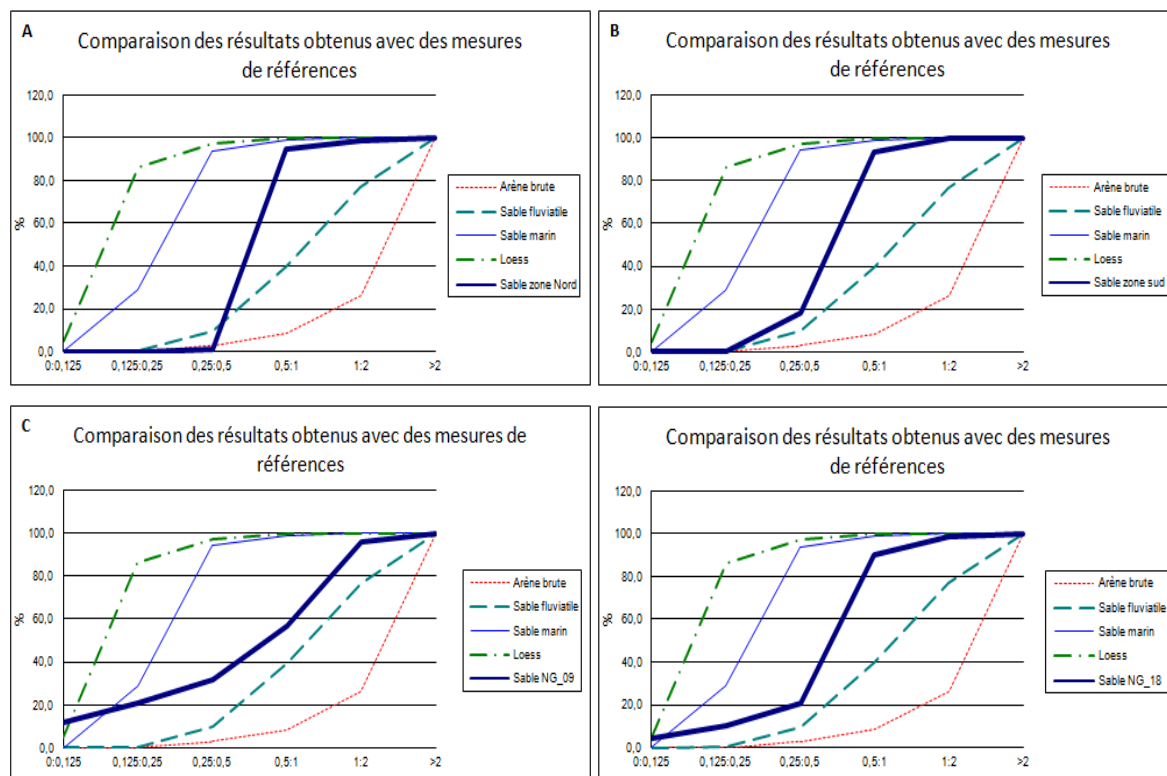 A
Comparaison des résultats obtenus avec des mesures
de références
120,0
100,0
80,0
60,0
40,0
20,0
0,0
%
0:0,125 0,125:0,25 0,25:0,5 0,5:1 1:2 >2
Arène brute
Sable fluviatile
Sable marin
Loess
Sable zone Nord
B
Comparaison des résultats obtenus avec des mesures
de références
120,0
100,0
80,0
60,0
40,0
20,0
0,0
%
0:0,125 0,125:0,25 0,25:0,5 0,5:1 1:2 >2
Arène brute
Sable fluviatile
Sable marin
Loess
Sable zone sud
C
Comparaison des résultats obtenus avec des mesures de
références
120,0
100,0
80,0
60,0
40,0
20,0
0,0
%
0:0,125 0,125:0,25 0,25:0,5 0,5:1 1:2 >2
Arène brute
Sable fluviatile
Sable marin
Loess
Sable NG_09
Comparaison des résultats obtenus avec des mesures
de références
120,0
100,0
80,0
60,0
40,0
20,0
0,0
%
0:0,125 0,125:0,25 0,25:0,5 0,5:1 1:2 >2
Arène brute
Sable fluviatile
Sable marin
Loess
Sable NG_18